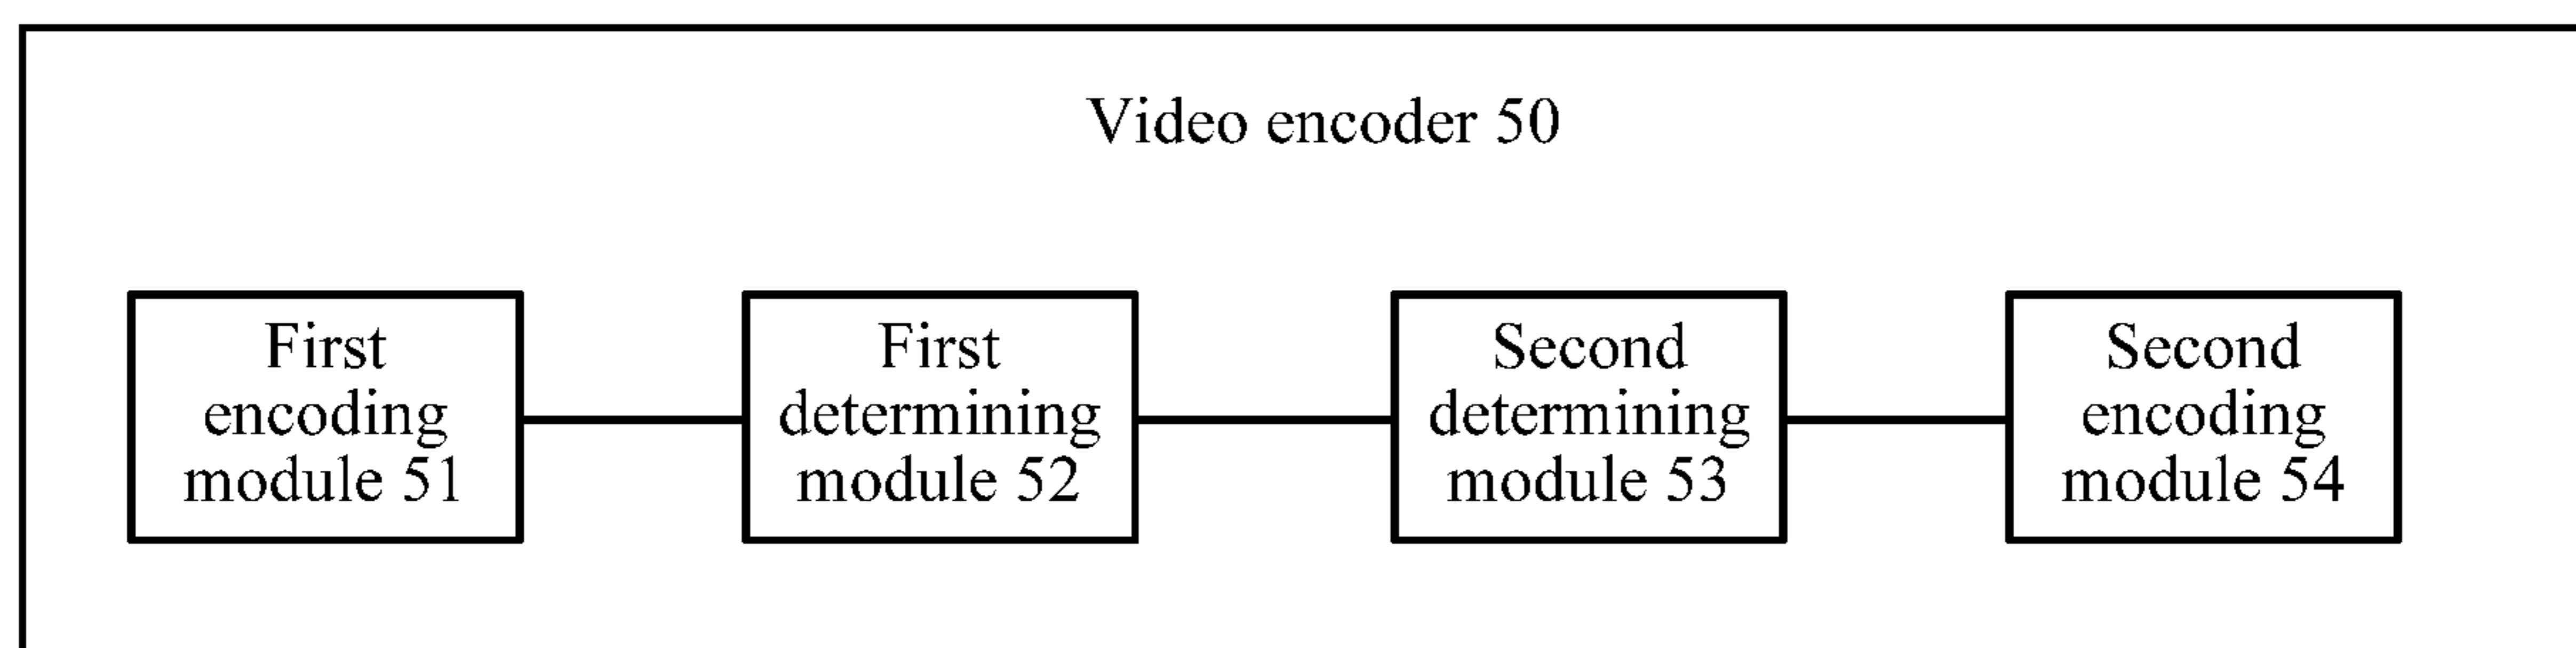 Video encoder 50
First
encoding
module 51
First
determining
module 52
Second
determining
module 53
Second
encoding
module 54